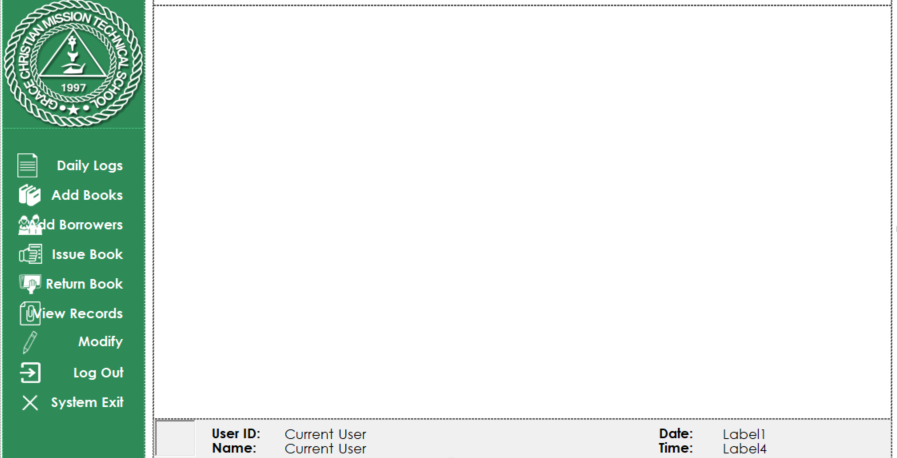 GRACE CHRISTIAN MISSION TECHNICAL SCHOOL
1997
Daily Logs
Add Books
Add Borrowers
Issue Book
Return Book
View Records
Modify
Log Out
System Exit
User ID: Current User Date: Label1
Name: Current User Time: Label4